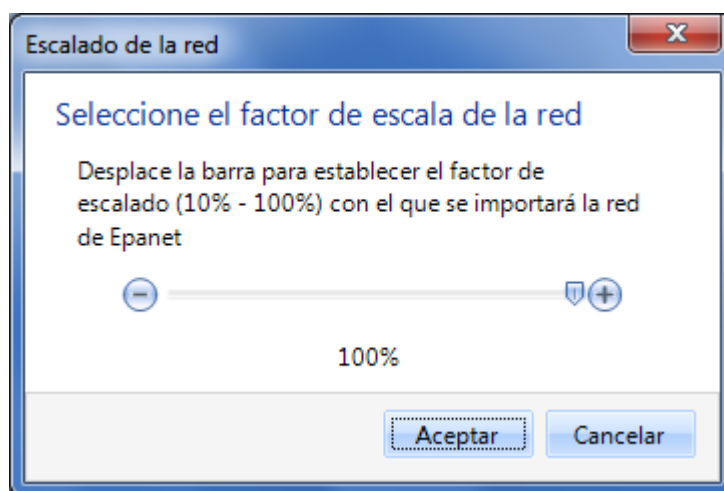 Escalado de la red
Seleccione el factor de escala de la red
Desplace la barra para establecer el factor de
escalado (10% - 100%) con el que se importará la red
de Epanet
100%
Aceptar Cancelar